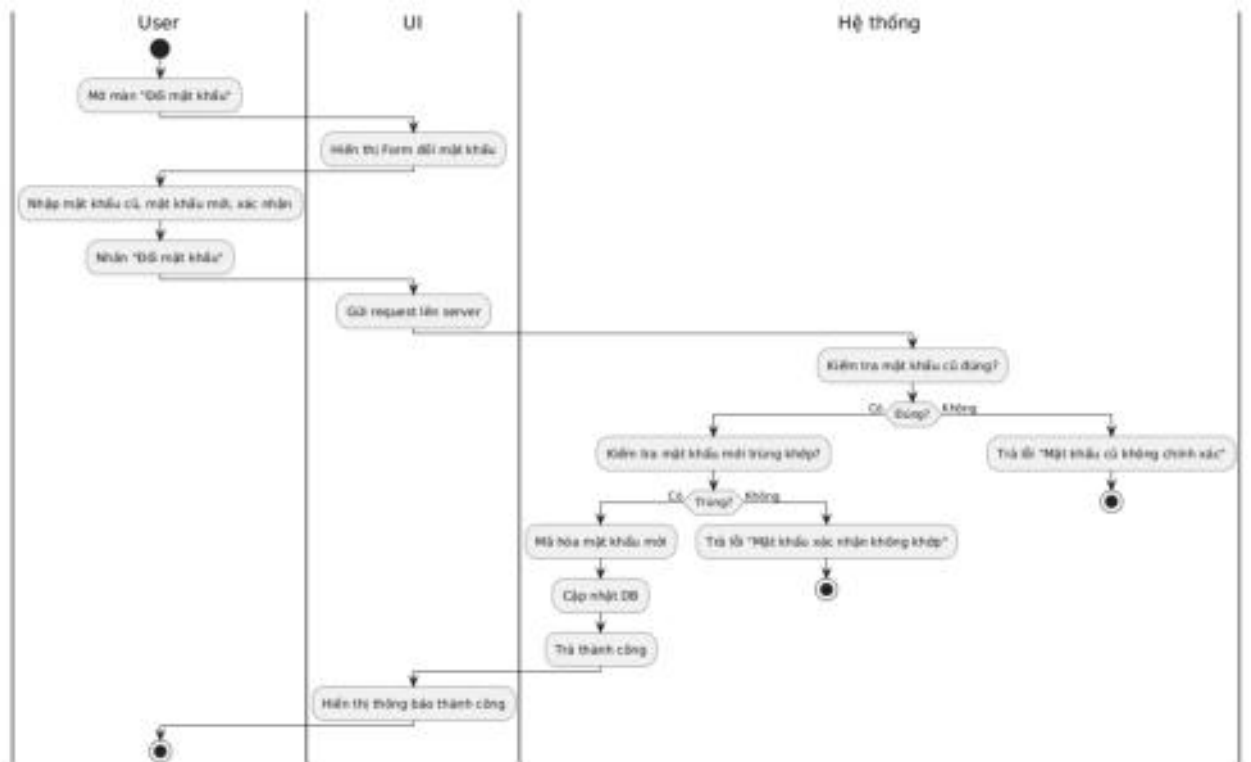 User
UI
Hệ thống
Mở màn "Đổi mật khẩu"
Hiển thị Form đổi mật khẩu
Nhập mật khẩu cũ, mật khẩu mới, xác nhận
Nhấn "Đổi mật khẩu"
Gửi request lên server
Kiểm tra mật khẩu cũ đúng?
Có
Đúng?
Không
Kiểm tra mật khẩu mới trùng khớp?
Trả lỗi "Mật khẩu cũ không chính xác"
Có
Trùng?
Không
Mã hóa mật khẩu mới
Trả lỗi "Mật khẩu xác nhận không khớp"
Cập nhật DB
Trả thành công
Hiển thị thông báo thành công